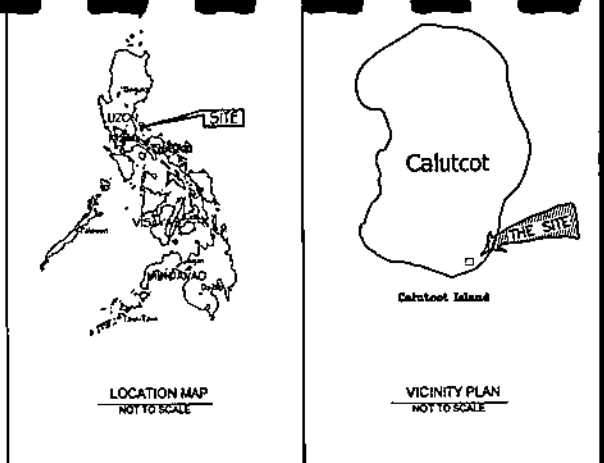 SITE
LUZON
VISAYAS
MINDANAO
LOCATION MAP
NOT TO SCALE
Calutcot
THE SITE
Calutcot Island
VICINITY PLAN
NOT TO SCALE